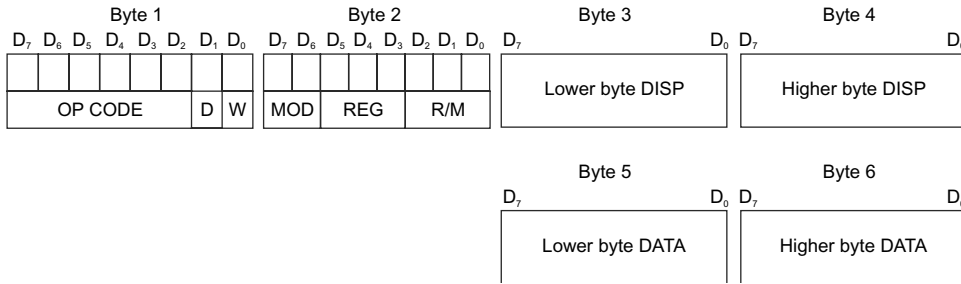 Byte 1 Byte 2 Byte 3 Byte 4
D₇ D₆ D₅ D₄ D₃ D₂ D₁ D₀ D₇ D₆ D₅ D₄ D₃ D₂ D₁ D₀ D₇ D₀ D₇
Lower byte DISP Higher byte DISP
OP CODE D W MOD REG R/M
Byte 5 Byte 6
D₇ D₀ D₇
Lower byte DATA Higher byte DATA